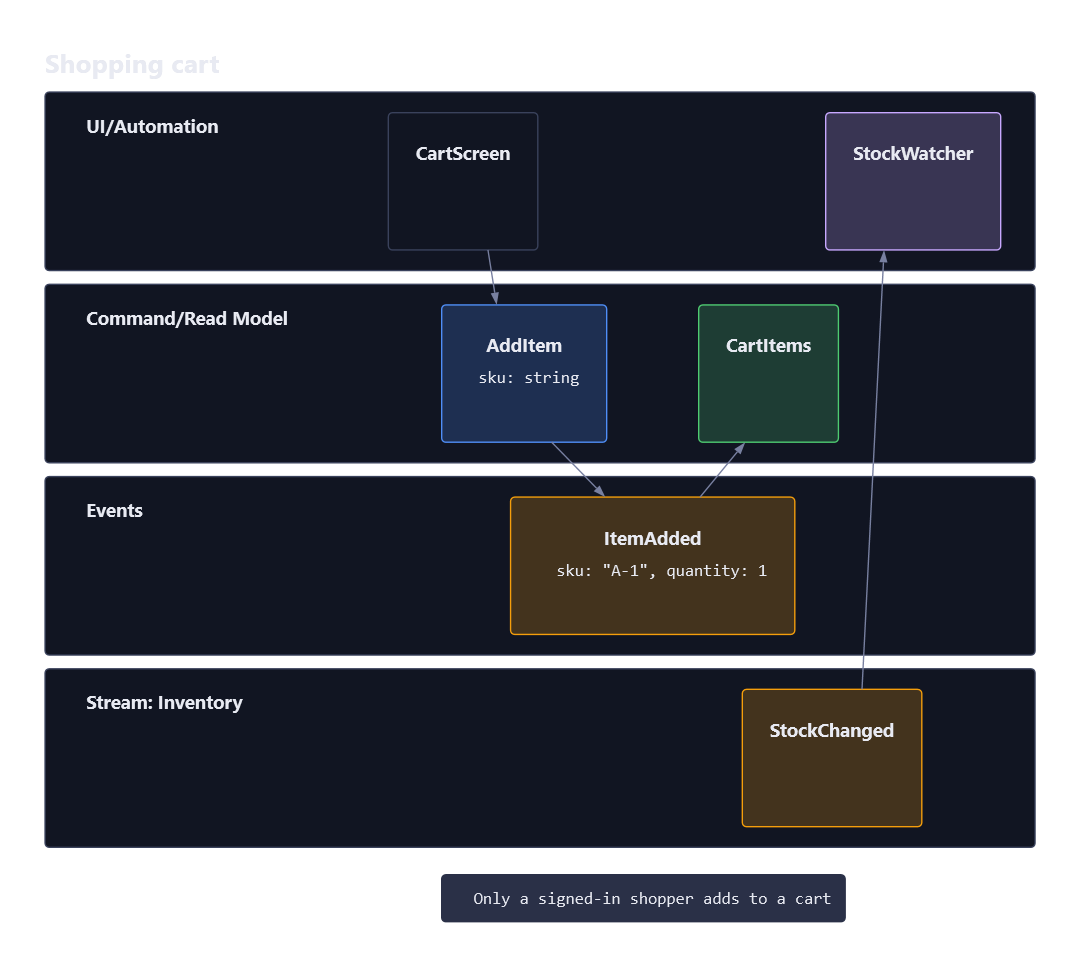 Shopping cart
UI/Automation
CartScreen
StockWatcher
Command/Read Model
AddItem
sku: string
CartItems
Events
ItemAdded
sku: "A-1", quantity: 1
Stream: Inventory
StockChanged
Only a signed-in shopper adds to a cart